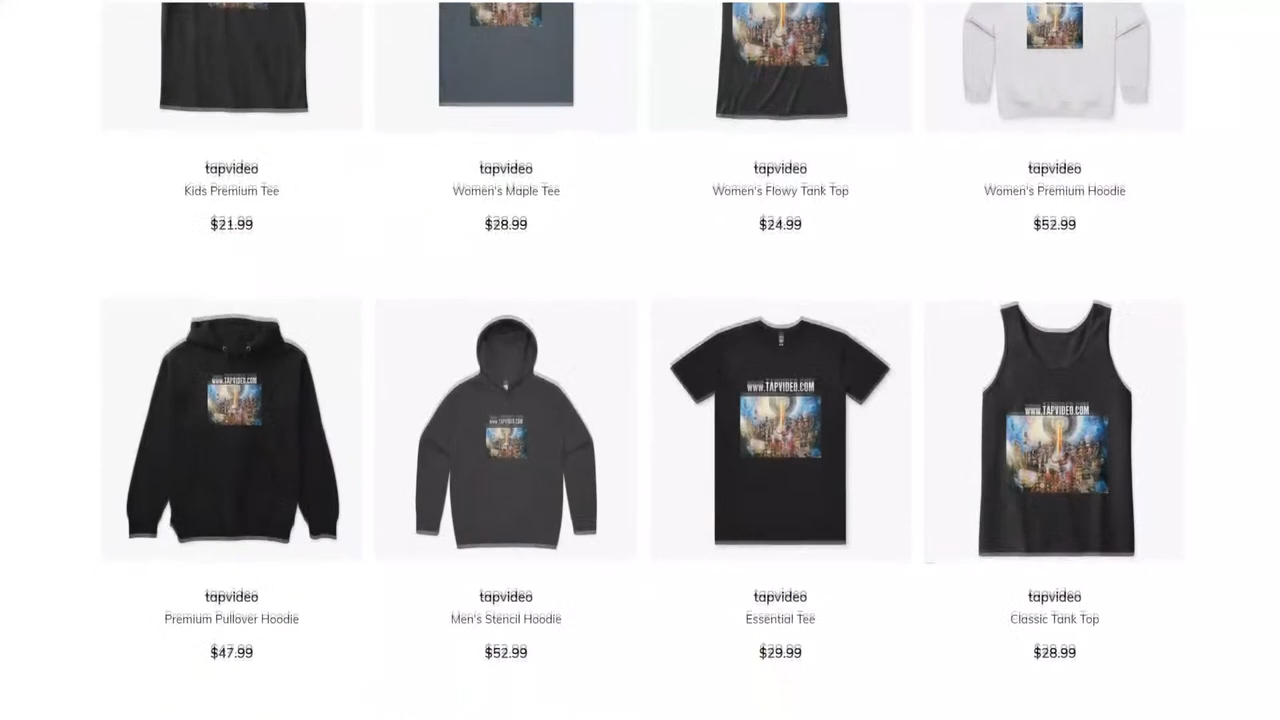 tapvideo
Kids Premium Tee
$21.99
tapvideo
Women's Maple Tee
$28.99
tapvideo
Women's Flowy Tank Top
$24.99
tapvideo
Women's Premium Hoodie
$52.99
www.TAPVIDEO.COM
www.TAPVIDEO.COM
www.TAPVIDEO.COM
www.TAPVIDEO.COM
tapvideo
Premium Pullover Hoodie
$47.99
tapvideo
Men's Stencil Hoodie
$52.99
tapvideo
Essential Tee
$29.99
tapvideo
Classic Tank Top
$28.99